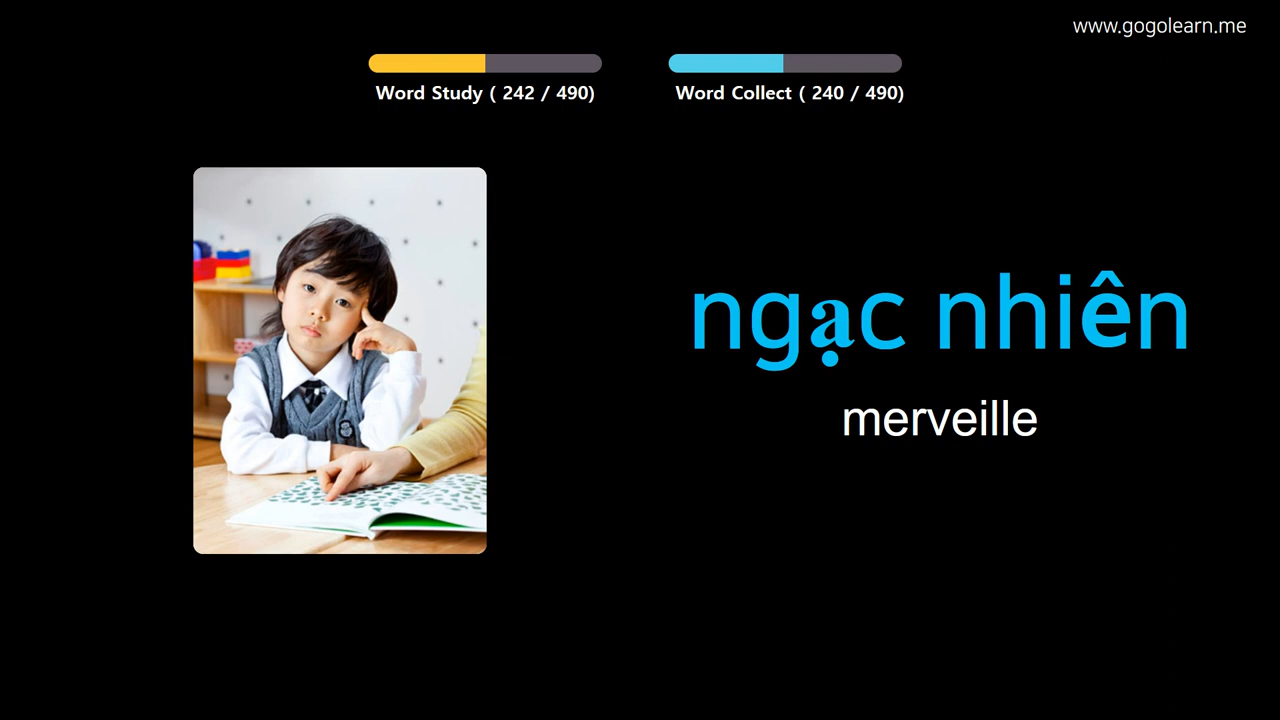 www.gogolearn.me
Word Study ( 242 / 490)
Word Collect ( 240 / 490)
ngạc nhiên
merveille